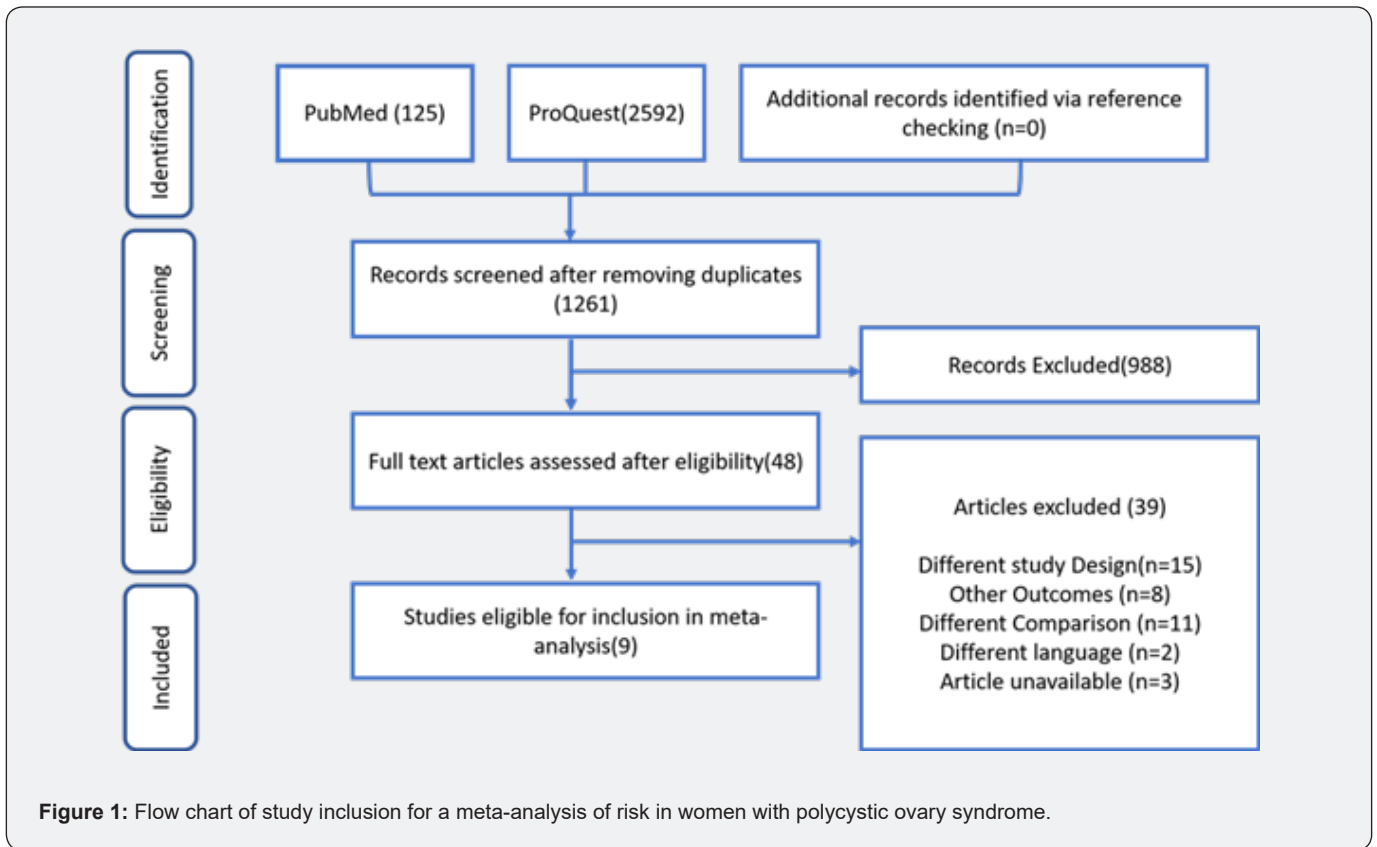 Identification
PubMed (125)
ProQuest(2592)
Additional records identified via reference
checking (n=0)
Screening
Records screened after removing duplicates
(1261)
Records Excluded(988)
Eligibility
Full text articles assessed after eligibility(48)
Articles excluded (39)
Different study Design(n=15)
Other Outcomes (n=8)
Different Comparison (n=11)
Different language (n=2)
Article unavailable (n=3)
Included
Studies eligible for inclusion in meta-
analysis(9)
Figure 1: Flow chart of study inclusion for a meta-analysis of risk in women with polycystic ovary syndrome.